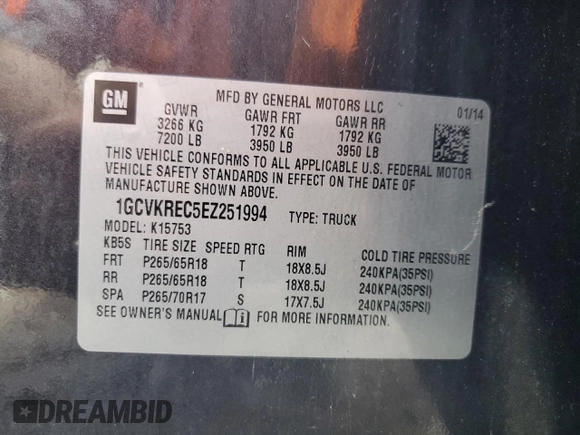 GM
MFD BY GENERAL MOTORS LLC
01/14
GVWR GAWR FRT GAWR RR
3266 KG 1792 KG 1792 KG
7200 LB 3950 LB 3950 LB
THIS VEHICLE CONFORMS TO ALL APPLICABLE U.S. FEDERAL MOTOR
VEHICLE SAFETY STANDARDS IN EFFECT ON THE DATE OF
MANUFACTURE SHOWN ABOVE.
1GCVKREC5EZ251994 TYPE: TRUCK
MODEL: K15753
KB5S TIRE SIZE SPEED RTG RIM COLD TIRE PRESSURE
FRT P265/65R18 T 18X8.5J 240KPA(35PSI)
RR P265/65R18 T 18X8.5J 240KPA(35PSI)
SPA P265/70R17 S 17X7.5J 240KPA(35PSI)
SEE OWNER'S MANUAL FOR MORE INFORMATION.
DREAMBID